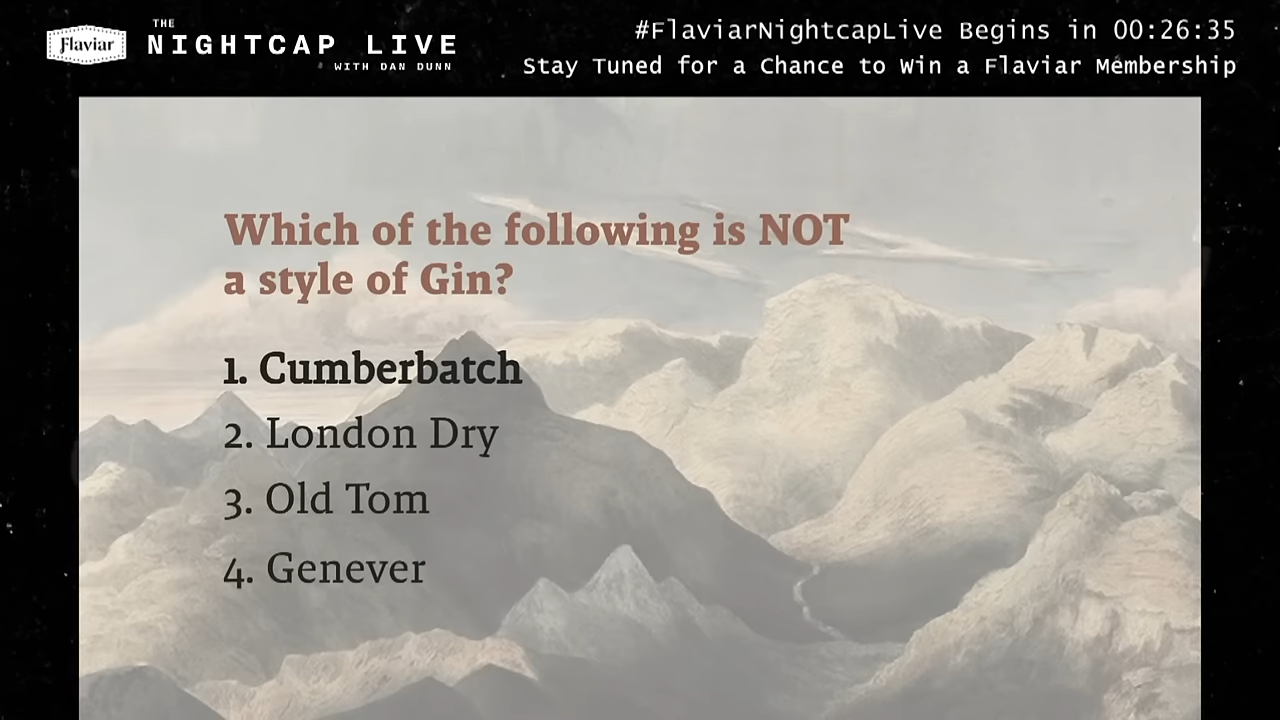 Flaviar
THE
NIGHTCAP LIVE
WITH DAN DUNN
#FlaviarNightcapLive Begins in 00:26:35
Stay Tuned for a Chance to Win a Flaviar Membership
Which of the following is NOT
a style of Gin?
1. Cumberbatch
2. London Dry
3. Old Tom
4. Genever